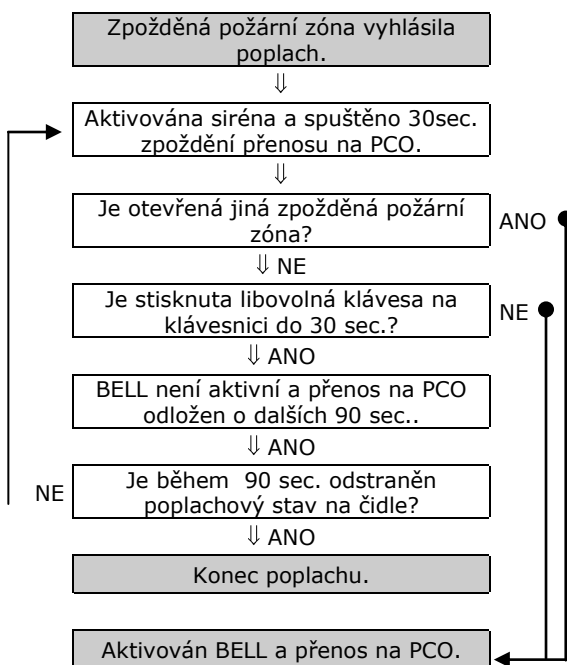 Zpožděná požární zóna vyhlásila
poplach.
⇓
Aktivována siréna a spuštěno 30sec.
zpoždění přenosu na PCO.
⇓
Je otevřená jiná zpožděná požární
zóna?
ANO
⇓ NE
Je stisknuta libovolná klávesa na
klávesnici do 30 sec.?
NE
⇓ ANO
BELL není aktivní a přenos na PCO
odložen o dalších 90 sec..
⇓ ANO
Je během 90 sec. odstraněn
poplachový stav na čidle?
NE
⇓ ANO
Konec poplachu.
Aktivován BELL a přenos na PCO.